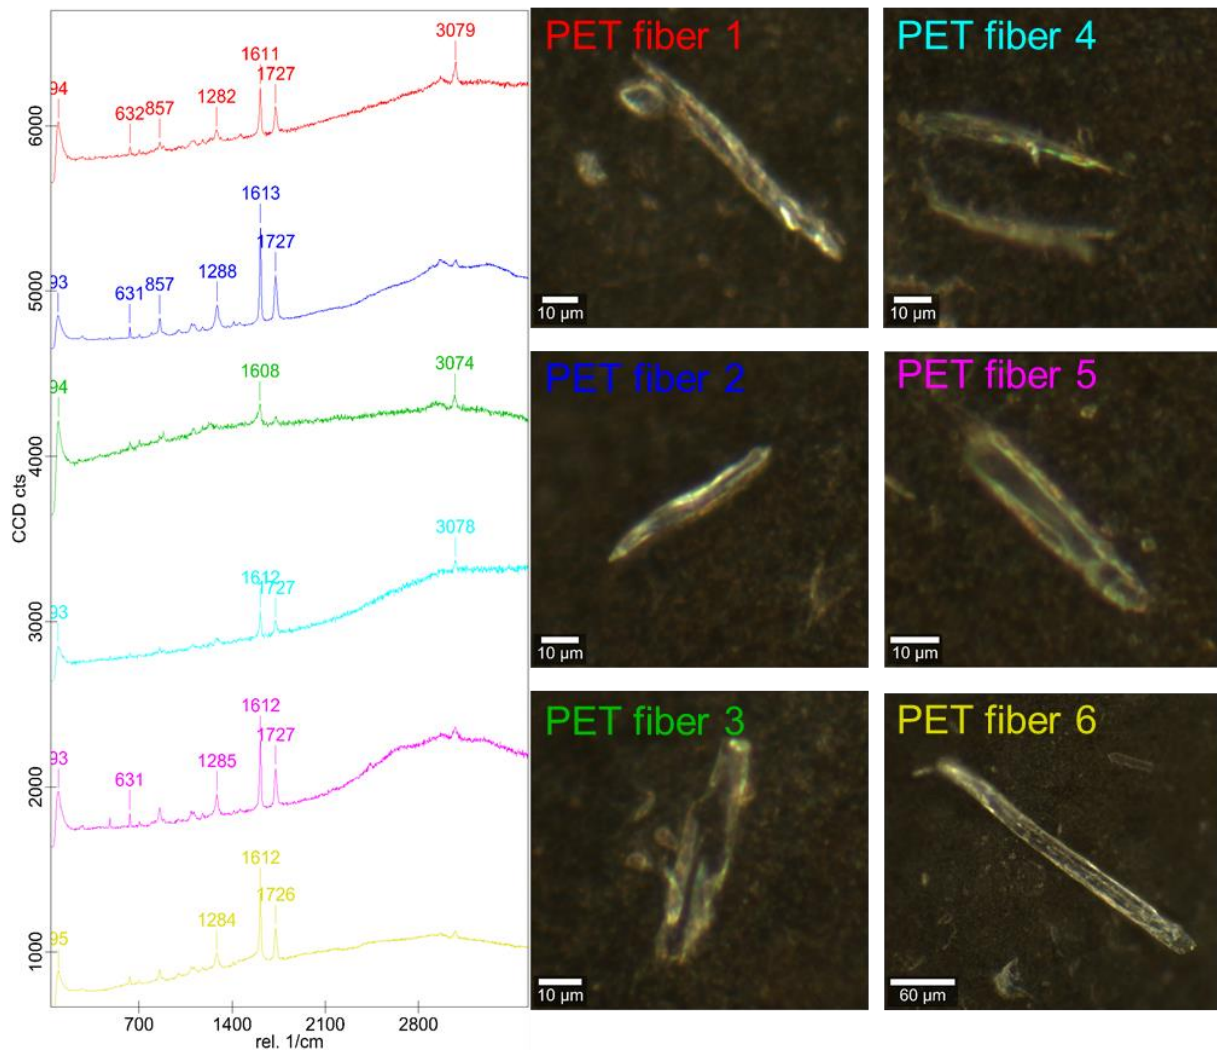 3079
1611
1727
1282
94
632
857
6000
1613
1727
1288
93
631
857
5000
3074
1608
94
4000
3078
1612
1727
93
3000
1612
1727
93
631
1285
2000
1612
1726
1284
95
1000
CCD cts
700
1400
2100
2800
rel. 1/cm
PET fiber 1
10 µm
PET fiber 4
10 µm
PET fiber 2
10 µm
PET fiber 5
10 µm
PET fiber 3
10 µm
PET fiber 6
60 µm